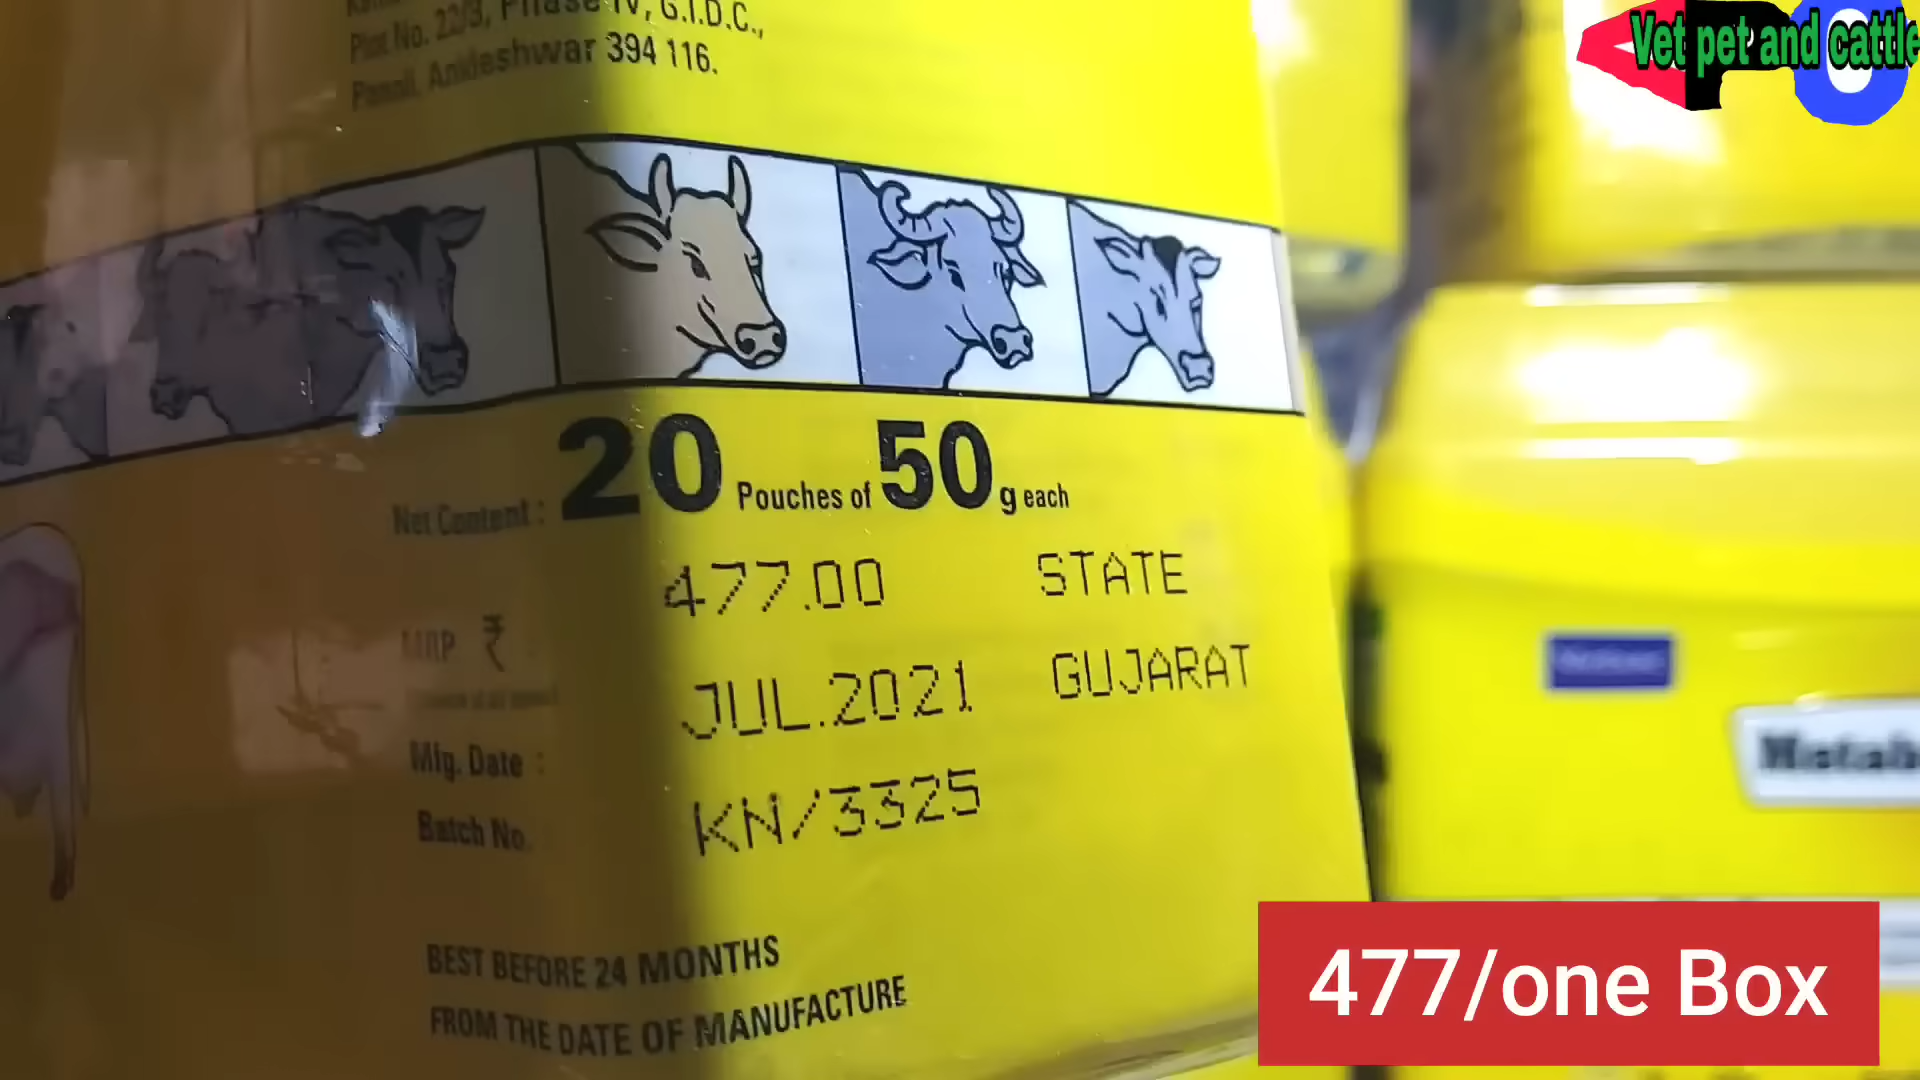 Plot No. 22/3, Phase IV, G.I.D.C.,
Panoli, Ankleshwar 394 116.
Vet pet and cattle
Net Content : 20 Pouches of 50 g each
477.00 STATE
MRP ₹
JUL.2021 GUJARAT
Mfg. Date :
KN/3325
Batch No.
BEST BEFORE 24 MONTHS
FROM THE DATE OF MANUFACTURE
Metab
477/one Box